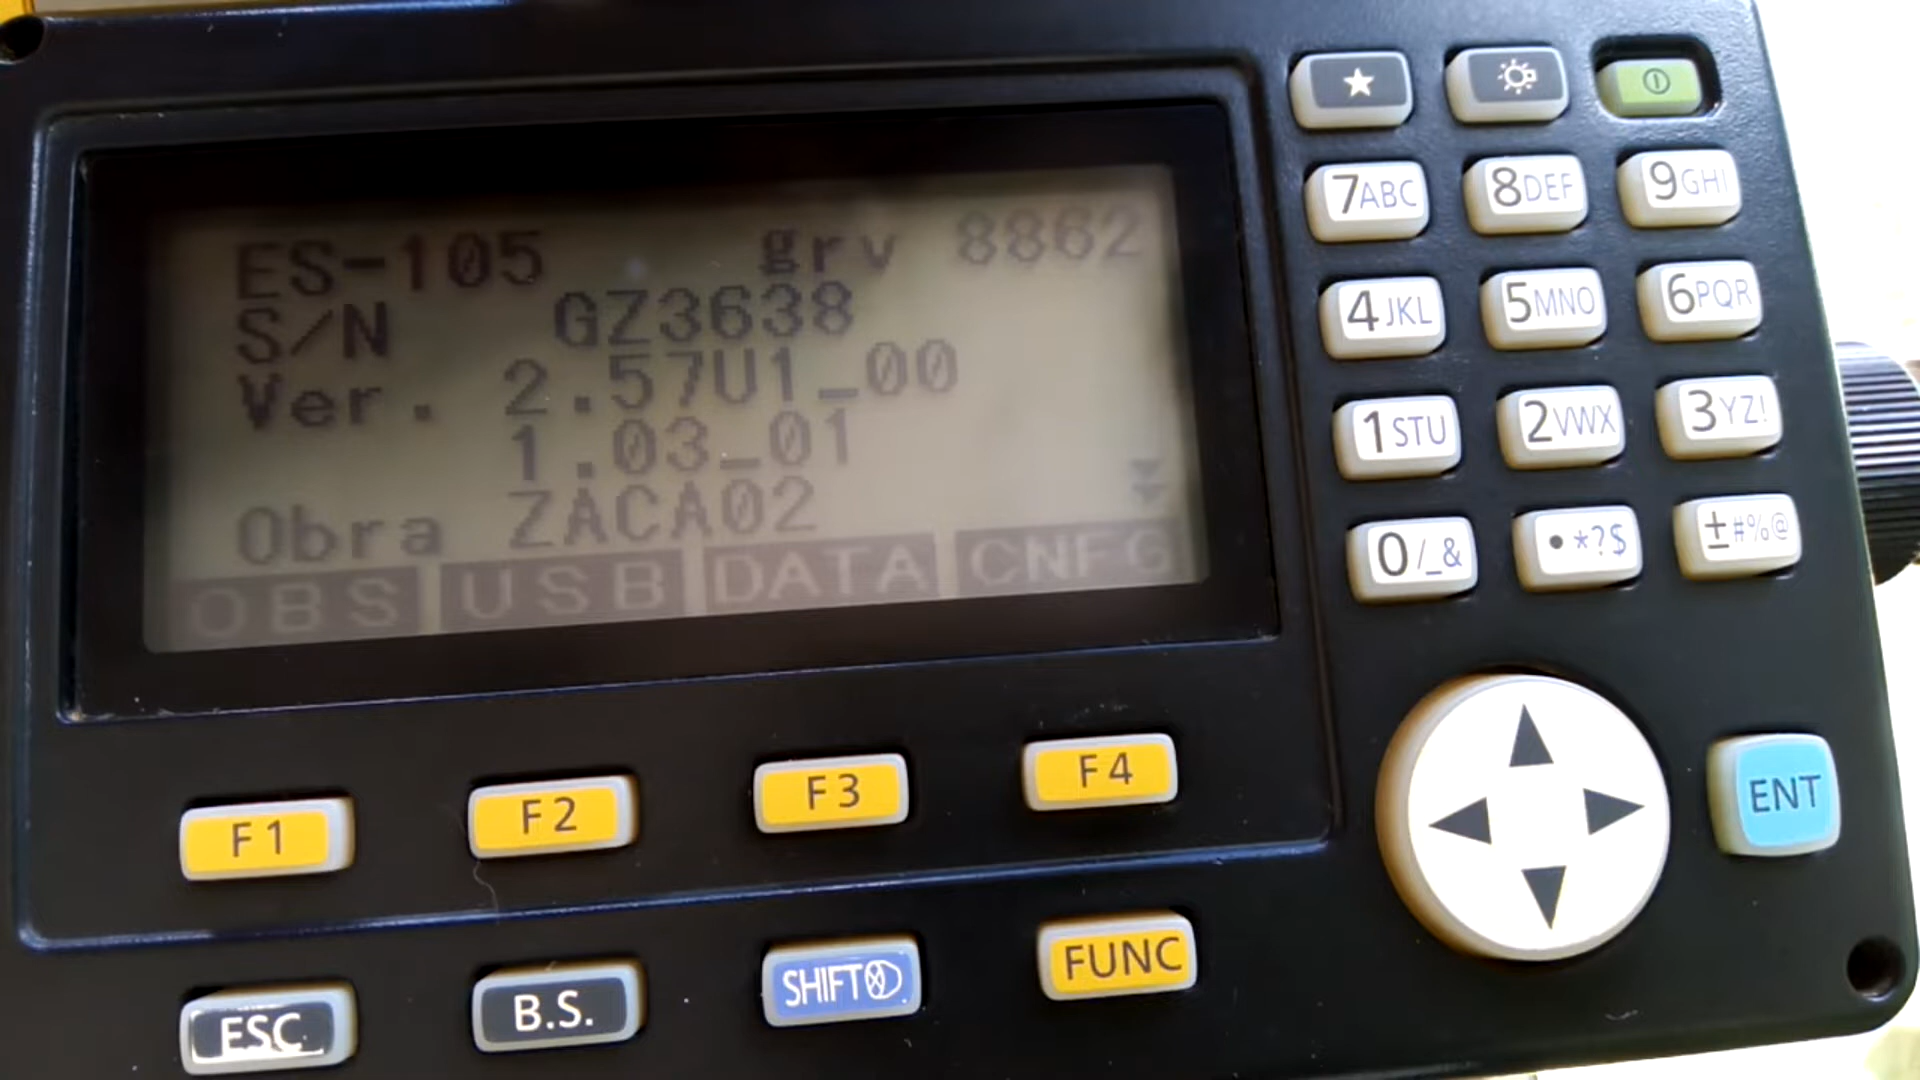 ES-105 grv 8862
S/N GZ3638
Ver. 2.57U1_00
1.03_01
Obra ZACA02
OBS USB DATA CNFG
F1 F2 F3 F4
ESC B.S. SHIFT FUNC
7ABC 8DEF 9GHI
4JKL 5MNO 6PQR
1STU 2VWX 3YZ!
0/_& •*?$ ±#%@
ENT